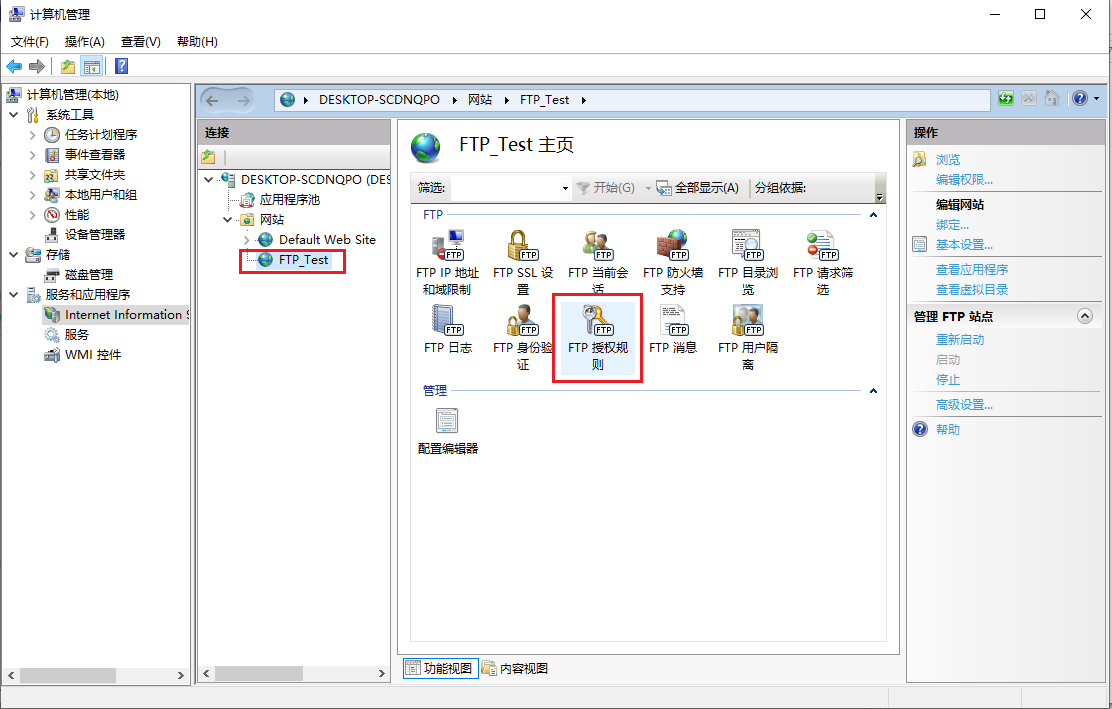 计算机管理
文件(F) 操作(A) 查看(V) 帮助(H)
计算机管理(本地)
系统工具
任务计划程序
事件查看器
共享文件夹
本地用户和组
性能
设备管理器
存储
磁盘管理
服务和应用程序
Internet Information S
服务
WMI 控件
DESKTOP-SCDNQPO 网站 FTP_Test
连接
DESKTOP-SCDNQPO (DES
应用程序池
网站
Default Web Site
FTP_Test
FTP_Test 主页
筛选: 开始(G) 全部显示(A) 分组依据:
FTP
FTP FTP FTP FTP FTP FTP
FTP IP 地址 FTP SSL 设 FTP 当前会 FTP 防火墙 FTP 目录浏 FTP 请求筛
和域限制 置 话 支持 览 选
FTP FTP FTP FTP FTP
FTP 日志 FTP 身份验 FTP 授权规 FTP 消息 FTP 用户隔
证 则 离
管理
配置编辑器
功能视图 内容视图
操作
浏览
编辑权限...
编辑网站
绑定...
基本设置...
查看应用程序
查看虚拟目录
管理 FTP 站点
重新启动
启动
停止
高级设置...
帮助